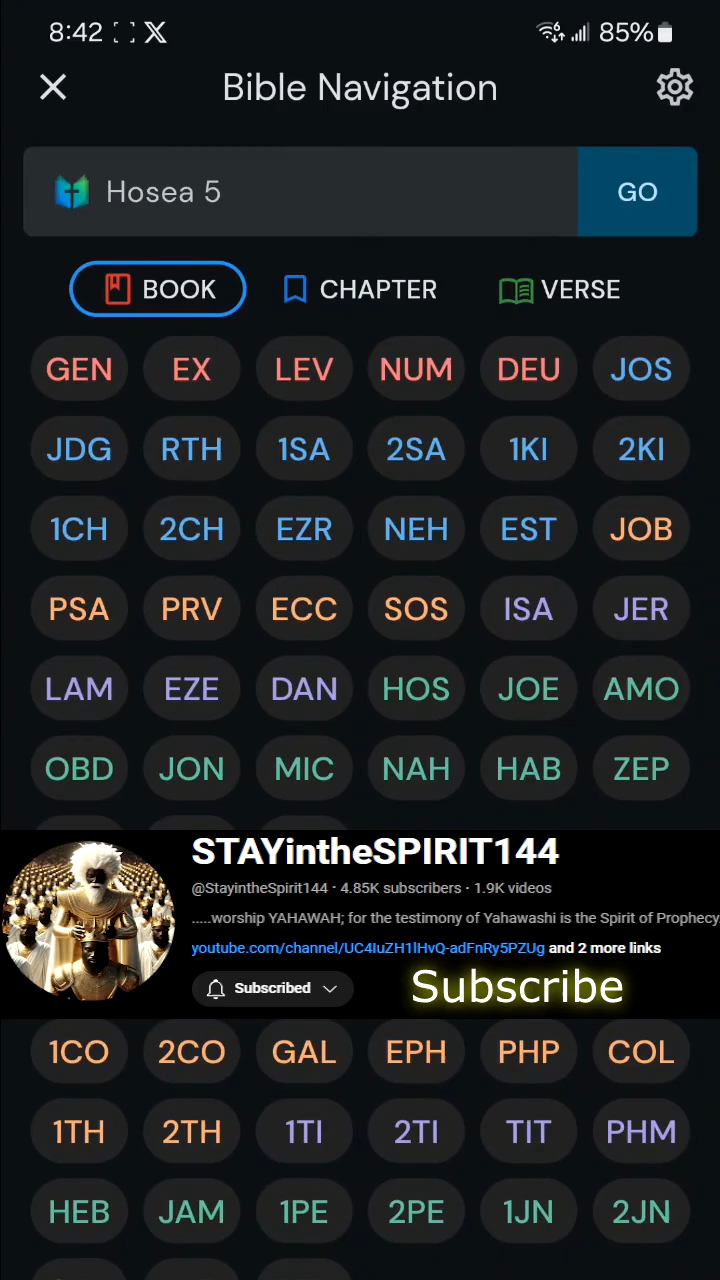 8:42 85%
Bible Navigation
Hosea 5 GO
BOOK CHAPTER VERSE
GEN EX LEV NUM DEU JOS
JDG RTH 1SA 2SA 1KI 2KI
1CH 2CH EZR NEH EST JOB
PSA PRV ECC SOS ISA JER
LAM EZE DAN HOS JOE AMO
OBD JON MIC NAH HAB ZEP
STAYintheSPIRIT144
@StayintheSpirit144 · 4.85K subscribers · 1.9K videos
.....worship YAHAWAH; for the testimony of Yahawashi is the Spirit of Prophecy
youtube.com/channel/UC4IuZH1lHvQ-adFnRy5PZUg and 2 more links
Subscribed Subscribe
1CO 2CO GAL EPH PHP COL
1TH 2TH 1TI 2TI TIT PHM
HEB JAM 1PE 2PE 1JN 2JN